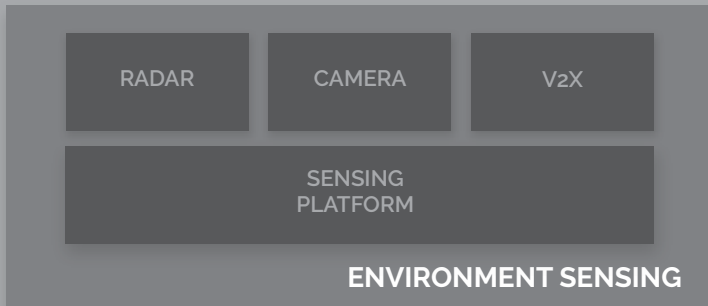 RADAR
CAMERA
V2X
SENSING
PLATFORM
ENVIRONMENT SENSING